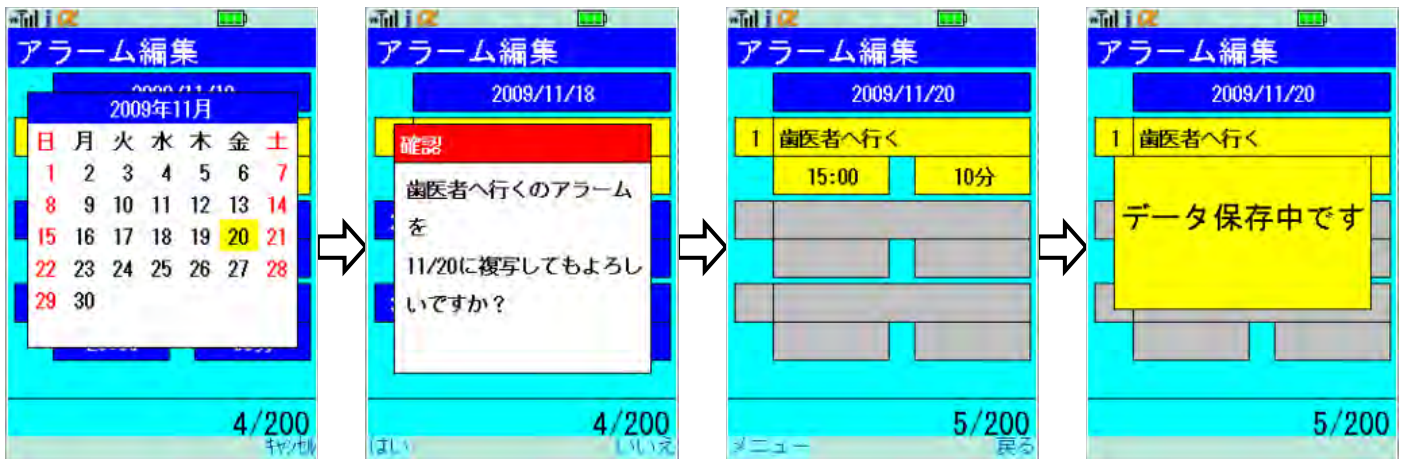 アラーム編集
2009年11月
日 月 火 水 木 金 土
1 2 3 4 5 6 7
8 9 10 11 12 13 14
15 16 17 18 19 20 21
22 23 24 25 26 27 28
29 30
4/200
キャンセル
アラーム編集
2009/11/18
確認
歯医者へ行くのアラーム
を
11/20に複写してもよろし
いですか？
4/200
はい いいえ
アラーム編集
2009/11/20
1 歯医者へ行く
15:00 10分
5/200
メニュー 戻る
アラーム編集
2009/11/20
1 歯医者へ行く
データ保存中です
5/200